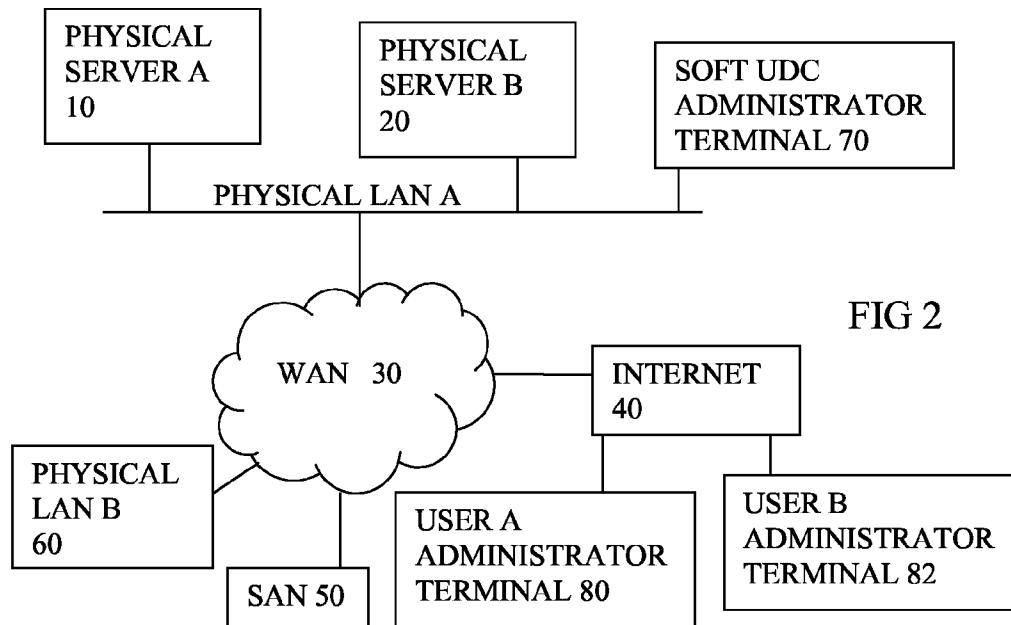 PHYSICAL
SERVER A
10
PHYSICAL
SERVER B
20
SOFT UDC
ADMINISTRATOR
TERMINAL 70
PHYSICAL LAN A
FIG 2
WAN 30
INTERNET
40
PHYSICAL
LAN B
60
SAN 50
USER A
ADMINISTRATOR
TERMINAL 80
USER B
ADMINISTRATOR
TERMINAL 82